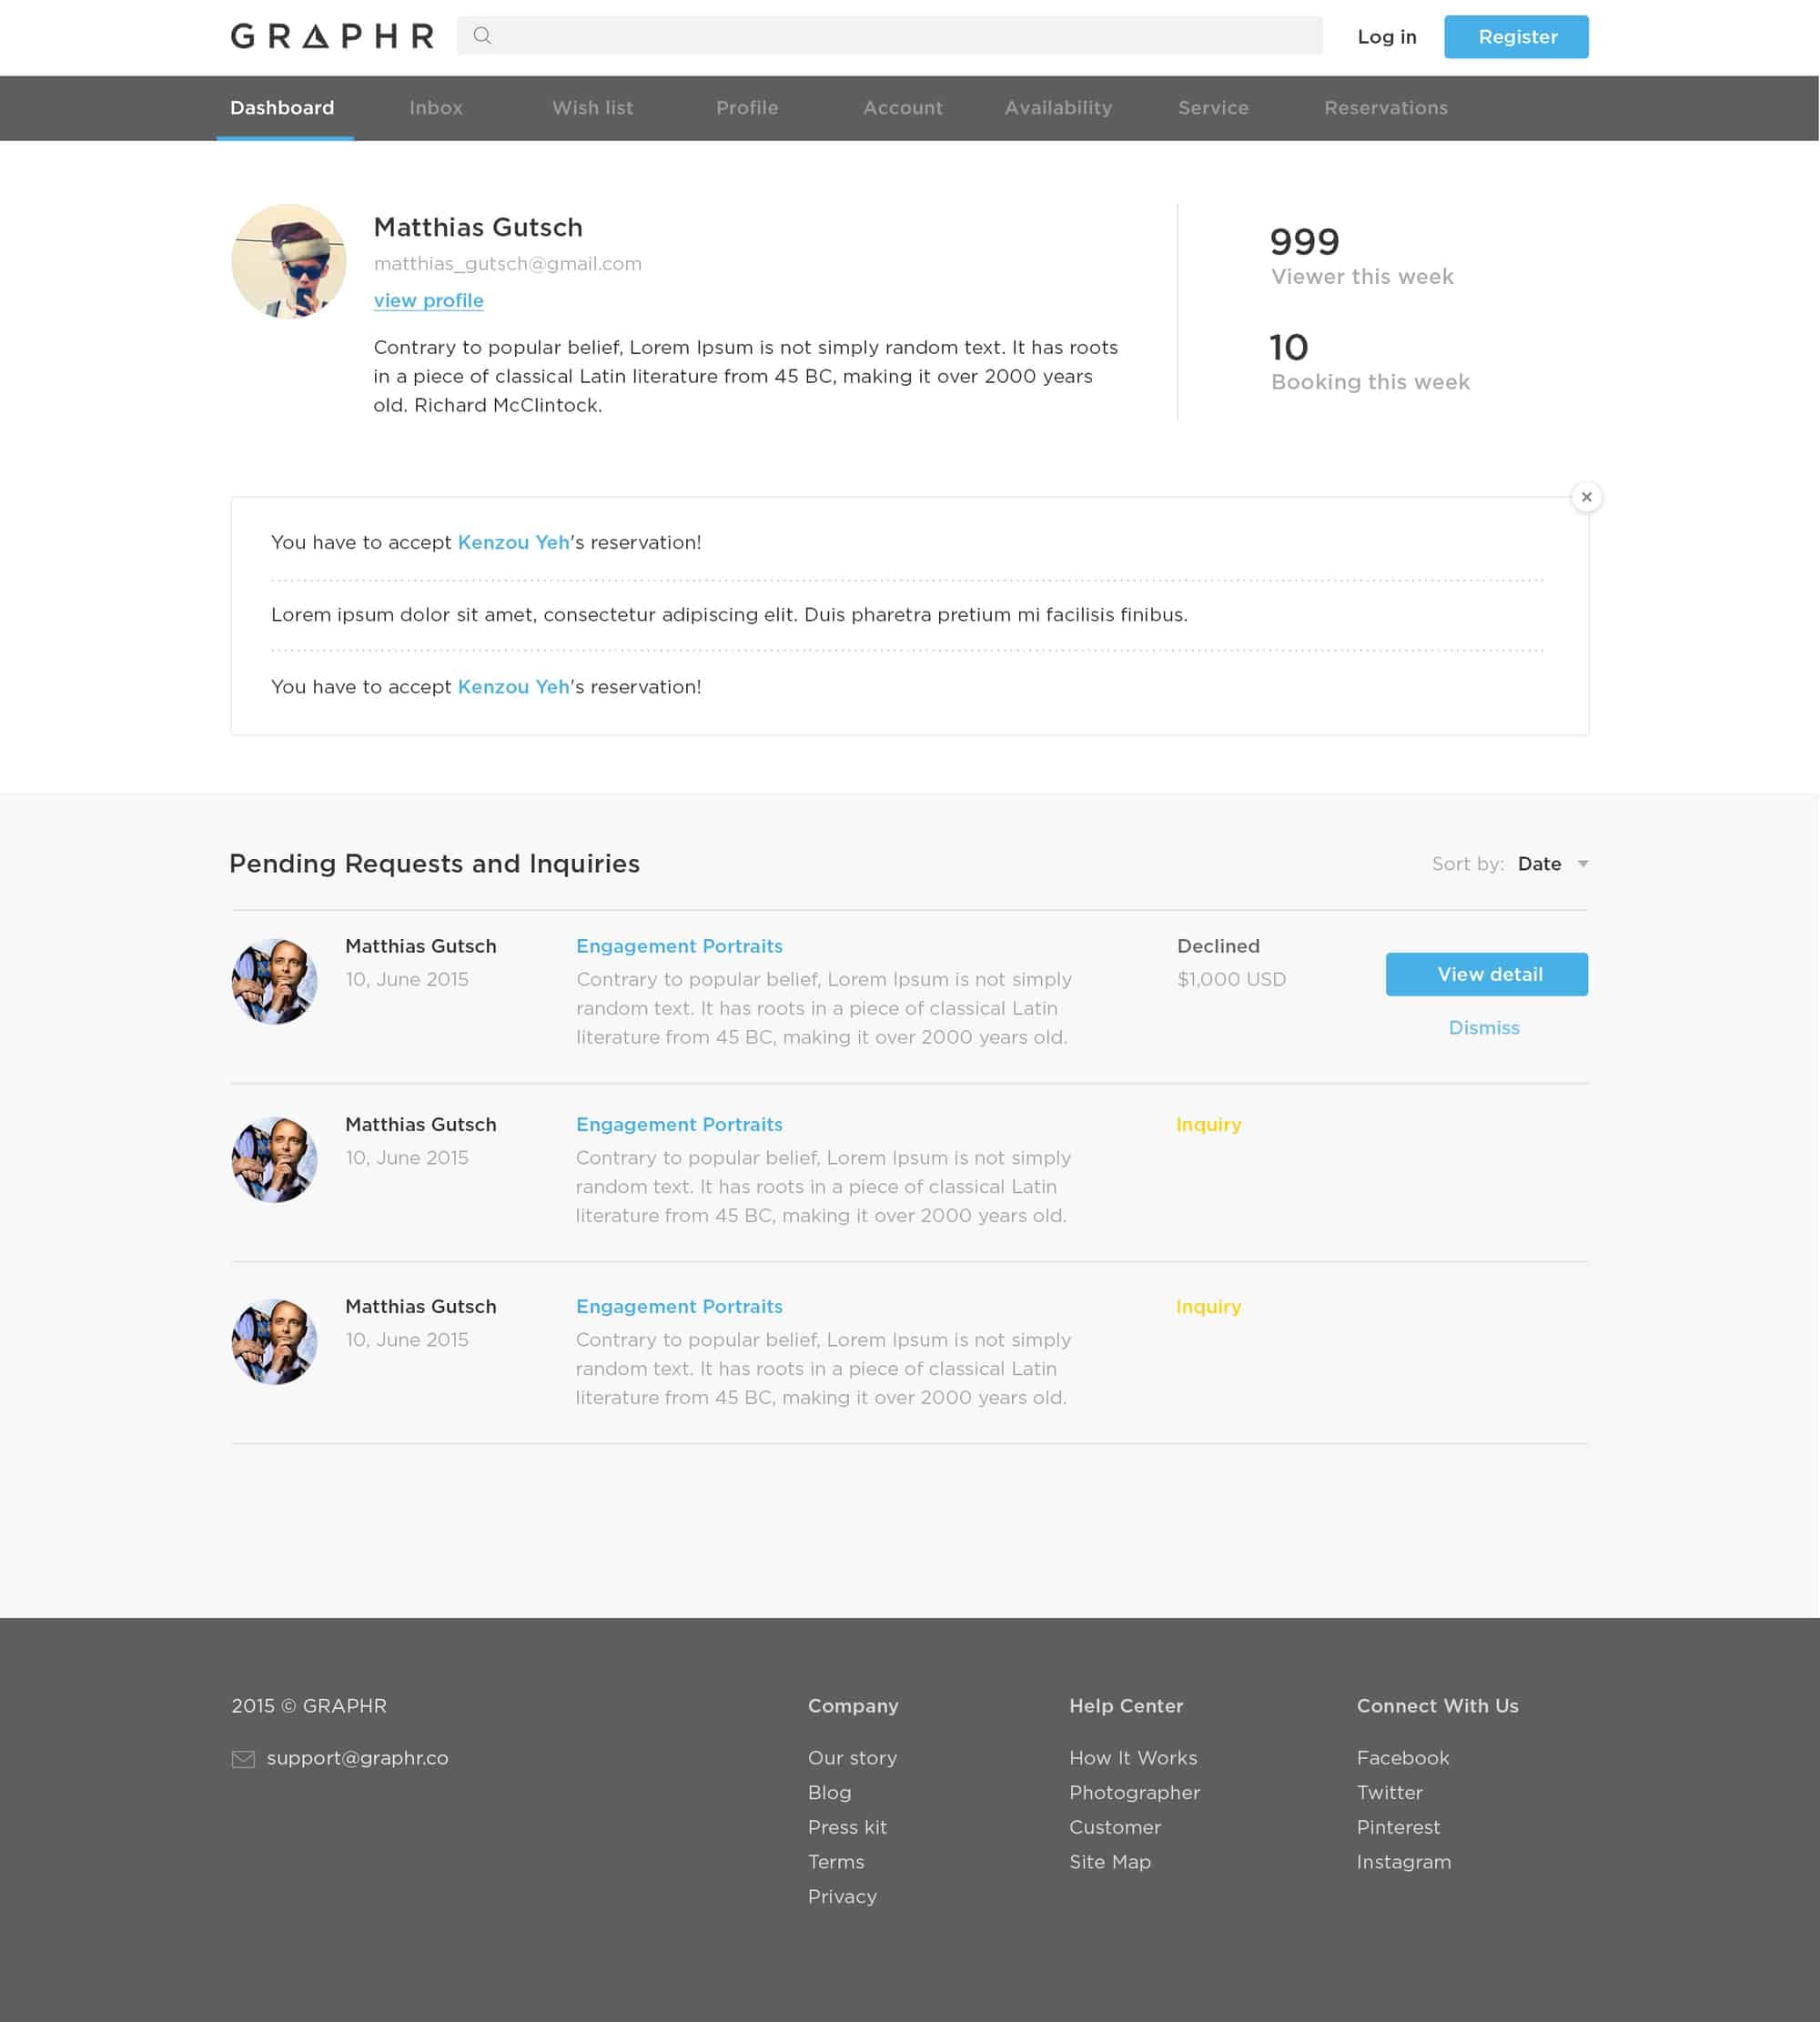 GRAPHR
Log in
Register
Dashboard
Inbox
Wish list
Profile
Account
Availability
Service
Reservations
Matthias Gutsch
matthias_gutsch@gmail.com
view profile
Contrary to popular belief, Lorem Ipsum is not simply random text. It has roots
in a piece of classical Latin literature from 45 BC, making it over 2000 years
old. Richard McClintock.
999
Viewer this week
10
Booking this week
You have to accept Kenzou Yeh's reservation!
Lorem ipsum dolor sit amet, consectetur adipiscing elit. Duis pharetra pretium mi facilisis finibus.
You have to accept Kenzou Yeh's reservation!
Pending Requests and Inquiries
Sort by: Date
Matthias Gutsch
10, June 2015
Engagement Portraits
Contrary to popular belief, Lorem Ipsum is not simply
random text. It has roots in a piece of classical Latin
literature from 45 BC, making it over 2000 years old.
Declined
$1,000 USD
View detail
Dismiss
Matthias Gutsch
10, June 2015
Engagement Portraits
Contrary to popular belief, Lorem Ipsum is not simply
random text. It has roots in a piece of classical Latin
literature from 45 BC, making it over 2000 years old.
Inquiry
Matthias Gutsch
10, June 2015
Engagement Portraits
Contrary to popular belief, Lorem Ipsum is not simply
random text. It has roots in a piece of classical Latin
literature from 45 BC, making it over 2000 years old.
Inquiry
2015 © GRAPHR
support@graphr.co
Company
Our story
Blog
Press kit
Terms
Privacy
Help Center
How It Works
Photographer
Customer
Site Map
Connect With Us
Facebook
Twitter
Pinterest
Instagram